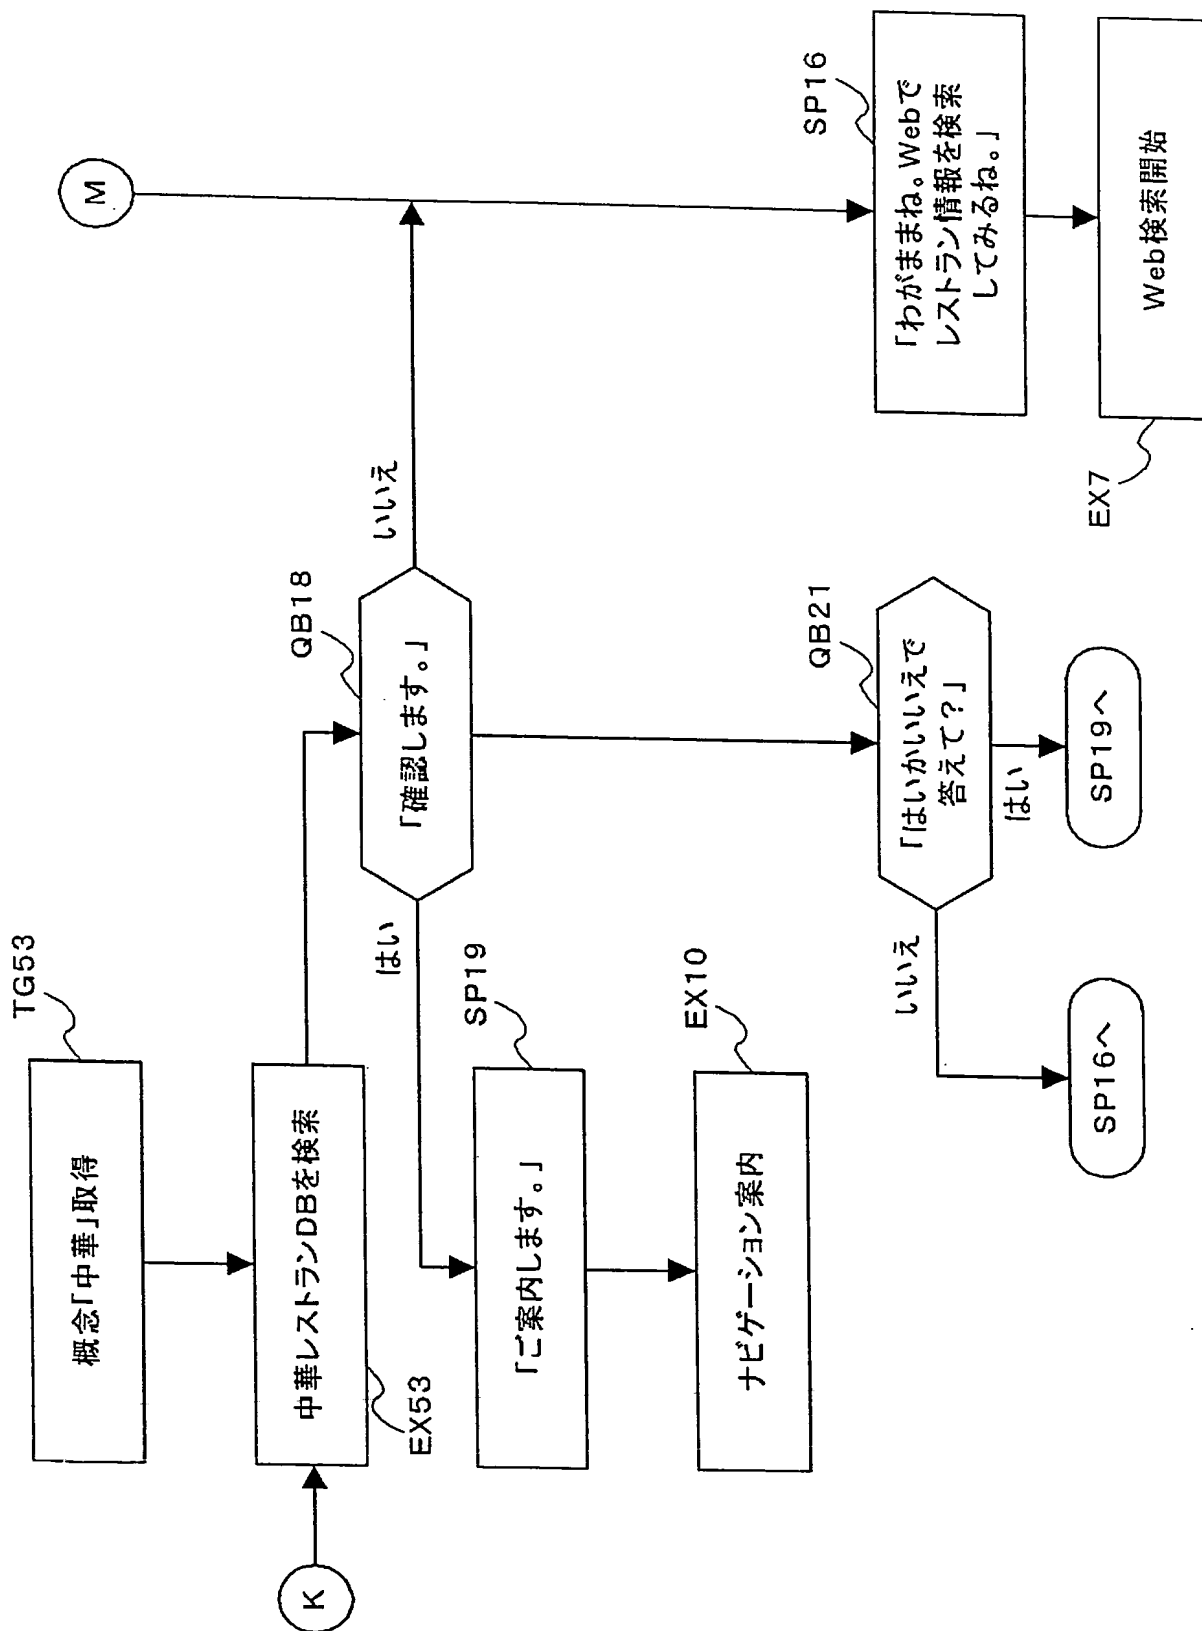 TG53
概念「中華」取得
K
中華レストランDBを検索
EX53
QB18
「確認します。」
はい
いいえ
M
SP19
「ご案内します。」
EX10
ナビゲーション案内
QB21
「はいかいいえで
答えて？」
いいえ
はい
SP16へ
SP19へ
SP16
「わがままね。Webで
レストラン情報を検索
してみるね。」
EX7
Web検索開始